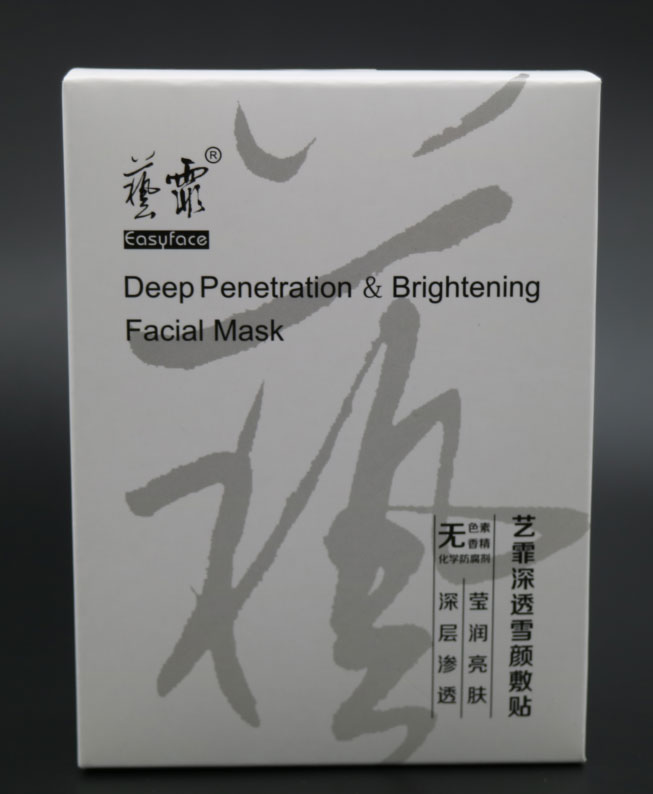 藝霏®
Easyface
Deep Penetration & Brightening
Facial Mask
艺霏深透雪颜敷贴
无色素
香精
化学防腐剂
莹润亮肤
深层渗透
藝